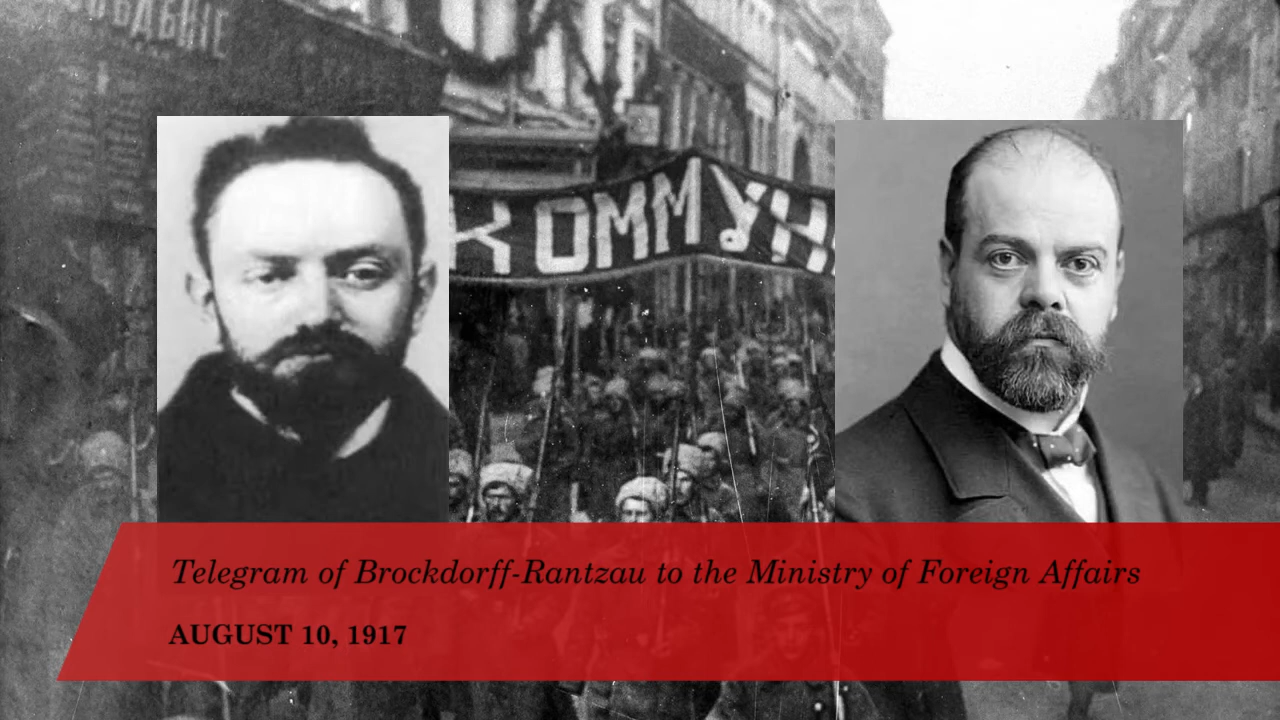 КОММУН
Telegram of Brockdorff-Rantzau to the Ministry of Foreign Affairs
AUGUST 10, 1917